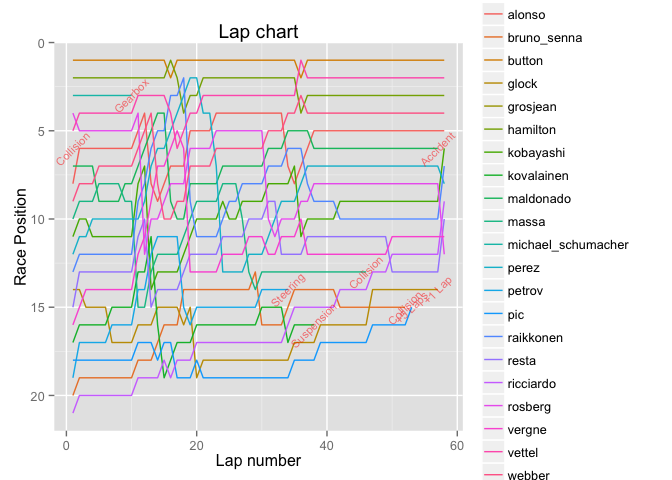 Lap chart
alonso
bruno_senna
button
glock
grosjean
hamilton
kobayashi
kovalainen
maldonado
massa
michael_schumacher
perez
petrov
pic
raikkonen
resta
ricciardo
rosberg
vergne
vettel
webber
Race Position
0
5
10
15
20
Collision
Gearbox
Accident
Steering
Suspension
Collision
Collision
+1 Lap
0
20
40
60
Lap number